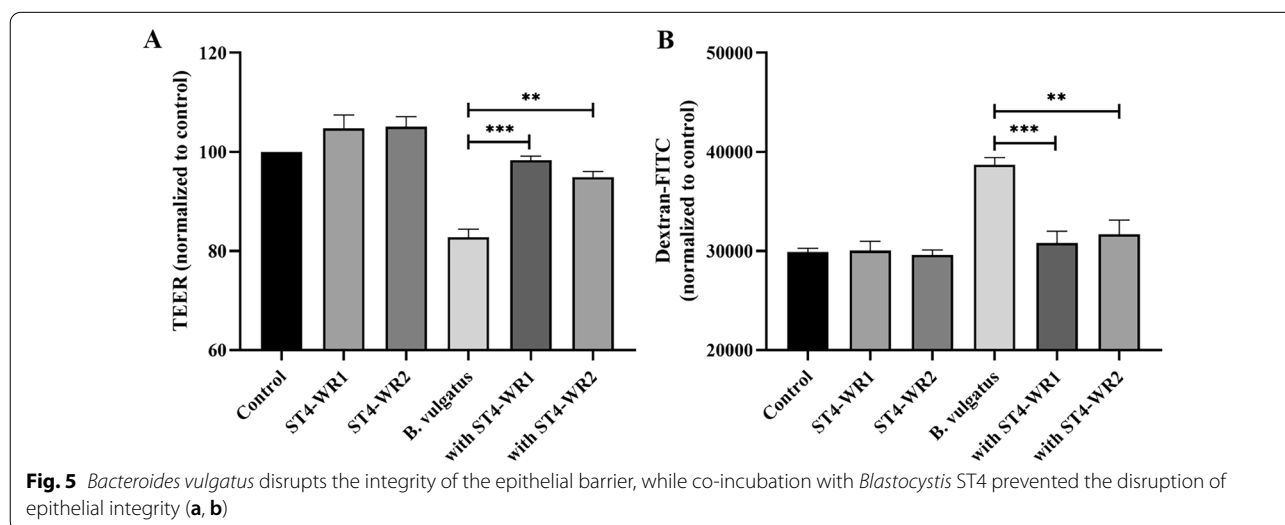 A
TEER (normalized to control)
120
100
80
60
**
***
Control
ST4-WR1
ST4-WR2
B. vulgatus
with ST4-WR1
with ST4-WR2
B
Dextran-FITC
(normalized to control)
50000
40000
30000
20000
**
***
Control
ST4-WR1
ST4-WR2
B. vulgatus
with ST4-WR1
with ST4-WR2
Fig. 5 Bacteroides vulgatus disrupts the integrity of the epithelial barrier, while co-incubation with Blastocystis ST4 prevented the disruption of
epithelial integrity (a, b)